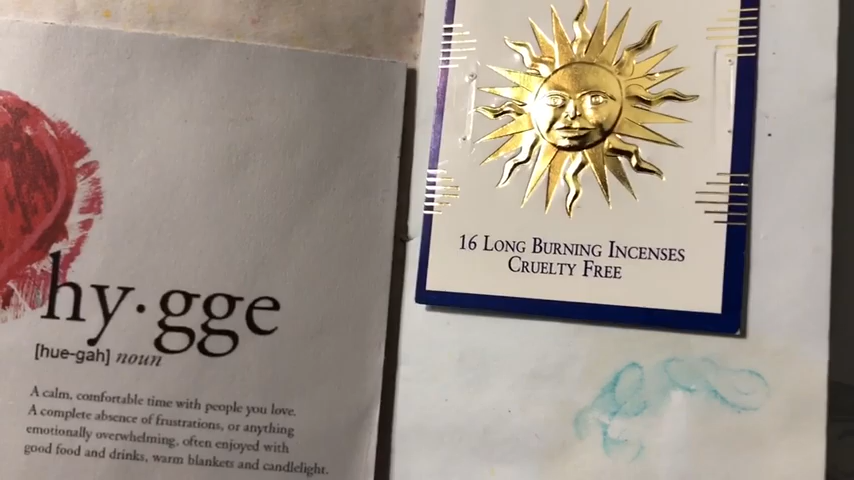 hy·gge
[hue-gah] noun
A calm, comfortable time with people you love.
A complete absence of frustrations, or anything
emotionally overwhelming, often enjoyed with
good food and drinks, warm blankets and candlelight.
16 Long Burning Incenses
Cruelty Free